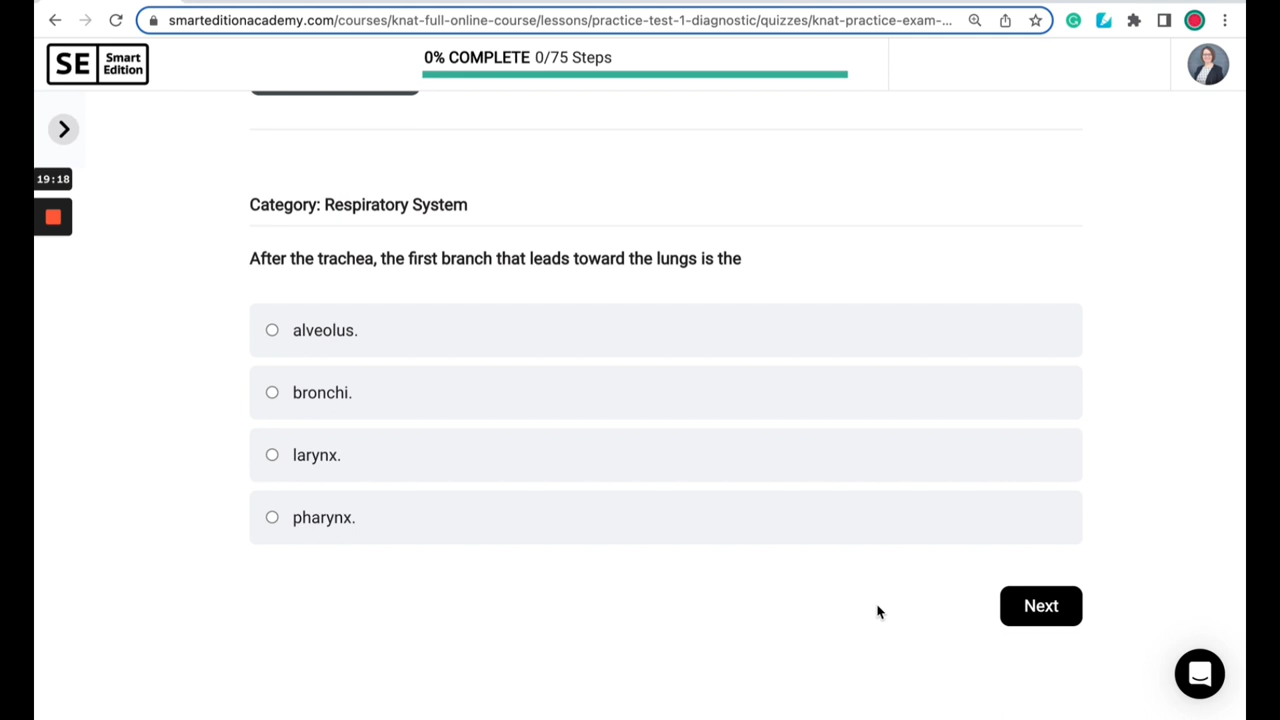 smarteditionacademy.com/courses/knat-full-online-course/lessons/practice-test-1-diagnostic/quizzes/knat-practice-exam-...
SE Smart Edition
0% COMPLETE 0/75 Steps
19:18
Category: Respiratory System
After the trachea, the first branch that leads toward the lungs is the
alveolus.
bronchi.
larynx.
pharynx.
Next